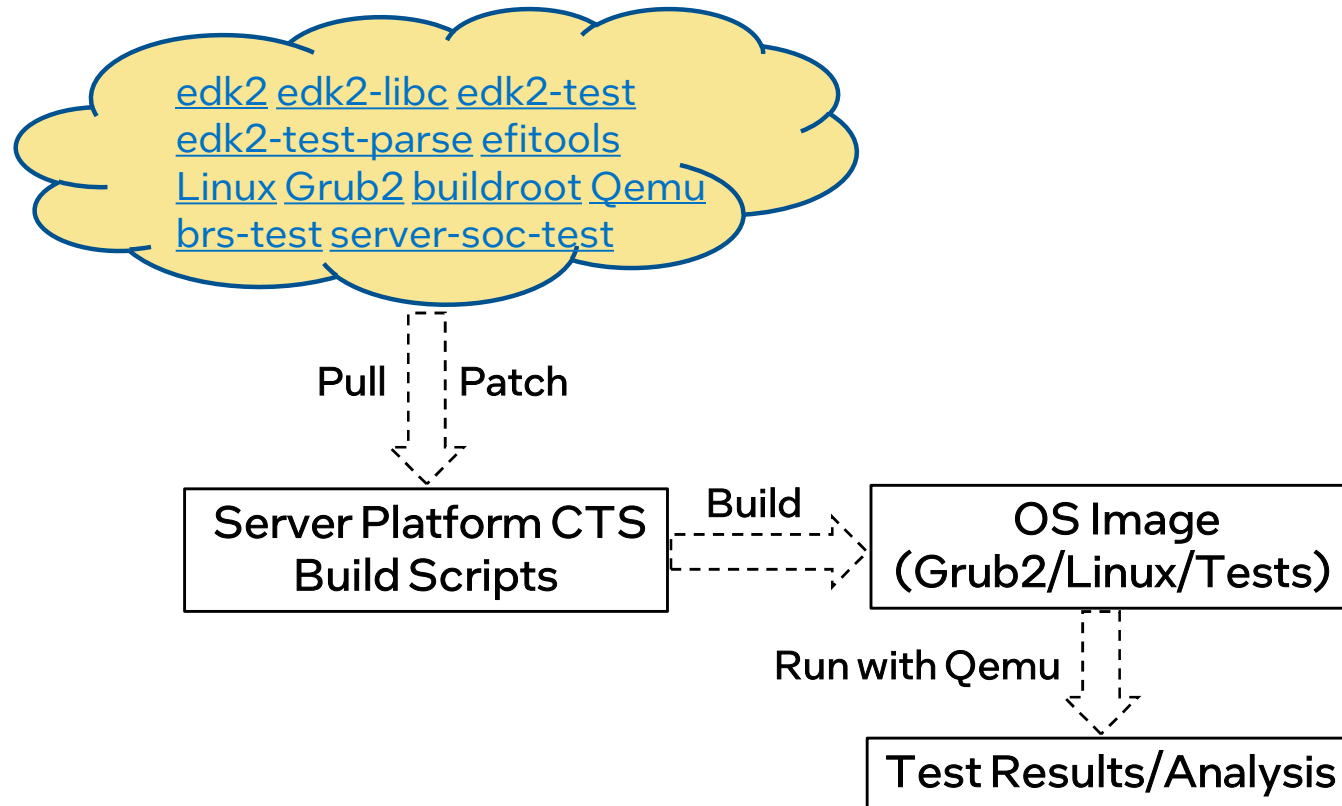 edk2 edk2-libc edk2-test
edk2-test-parse efitools
Linux Grub2 buildroot Qemu
brs-test server-soc-test
Pull Patch
Server Platform CTS
Build Scripts
Build
OS Image
(Grub2/Linux/Tests)
Run with Qemu
Test Results/Analysis